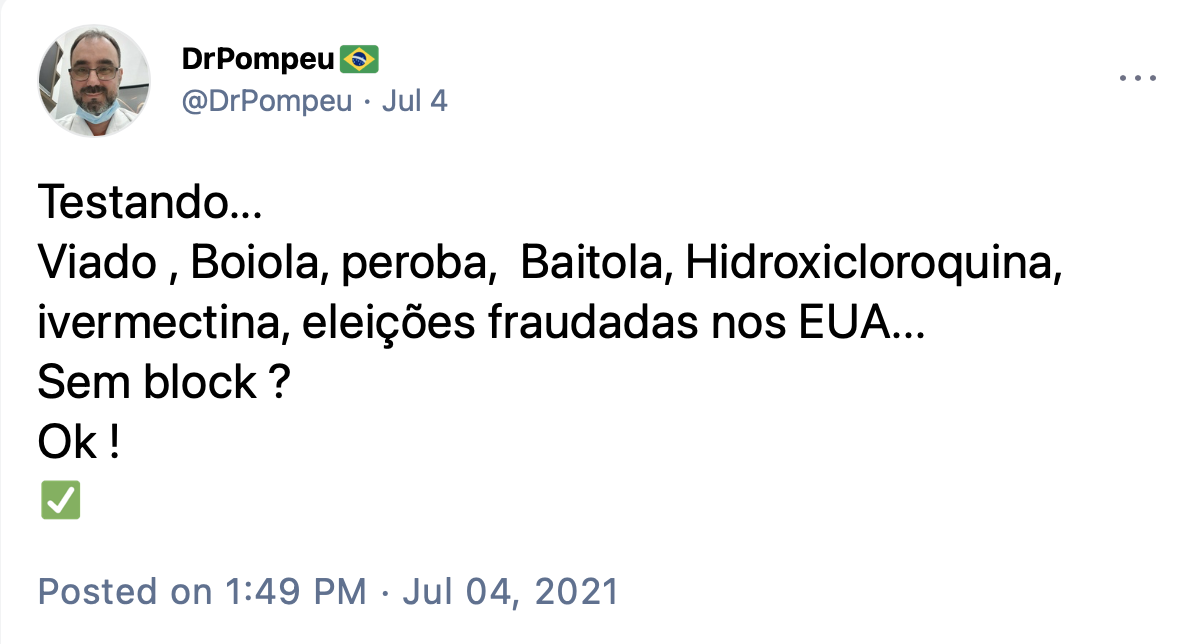 DrPompeu🇧🇷
@DrPompeu · Jul 4
Testando...
Viado , Boiola, peroba,  Baitola, Hidroxicloroquina,
ivermectina, eleições fraudadas nos EUA...
Sem block ?
Ok !
✅
Posted on 1:49 PM · Jul 04, 2021